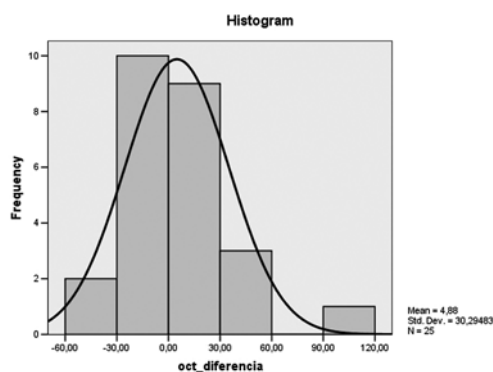 Histogram
10
8
6
4
2
0
Frequency
-60,00 -30,00 0,00 30,00 60,00 90,00 120,00
oct_diferencia
Mean = 4,88
Std. Dev. = 30,29483
N = 25